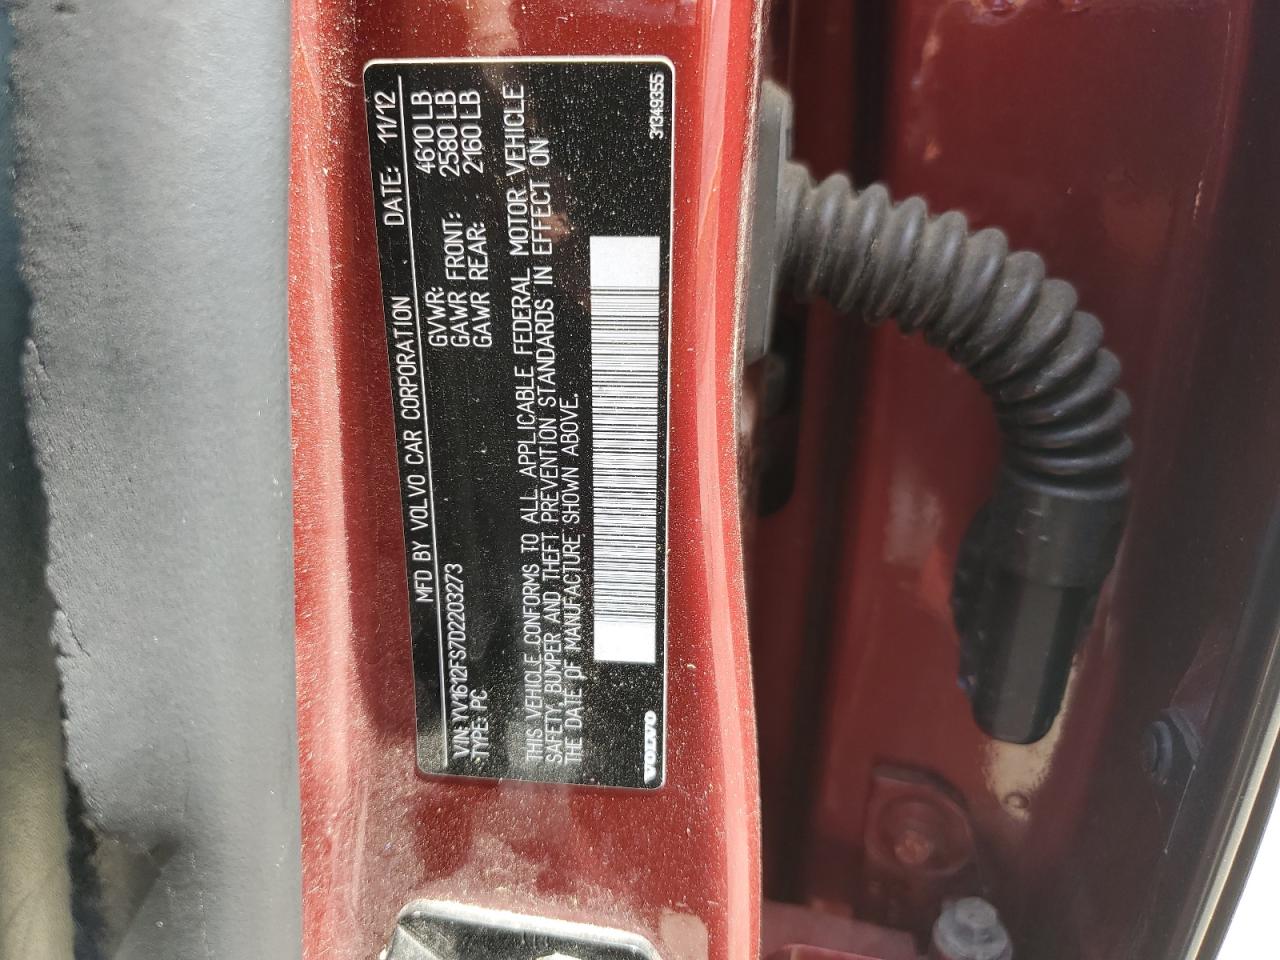 MFD BY VOLVO CAR CORPORATION DATE: 11/12
VIN: YV1612FS7D2203273 GVWR: 4610 LB
TYPE: PC GAWR FRONT: 2580 LB
GAWR REAR: 2160 LB
THIS VEHICLE CONFORMS TO ALL APPLICABLE FEDERAL MOTOR VEHICLE
SAFETY, BUMPER AND THEFT PREVENTION STANDARDS IN EFFECT ON
THE DATE OF MANUFACTURE SHOWN ABOVE.
VOLVO 31349355